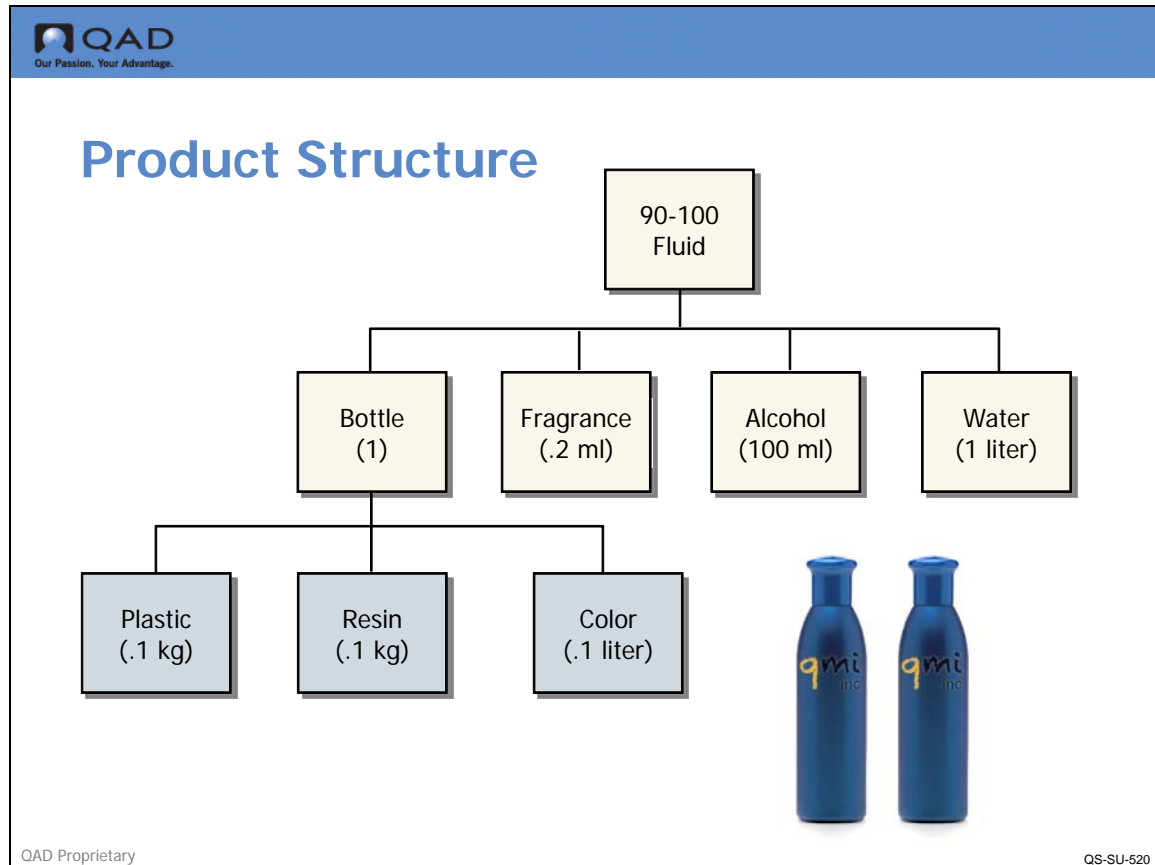 QAD
Our Passion. Your Advantage.
Product Structure
90-100
Fluid
Bottle
(1)
Fragrance
(.2 ml)
Alcohol
(100 ml)
Water
(1 liter)
Plastic
(.1 kg)
Resin
(.1 kg)
Color
(.1 liter)
qmi
inc
qmi
inc
QAD Proprietary
QS-SU-520